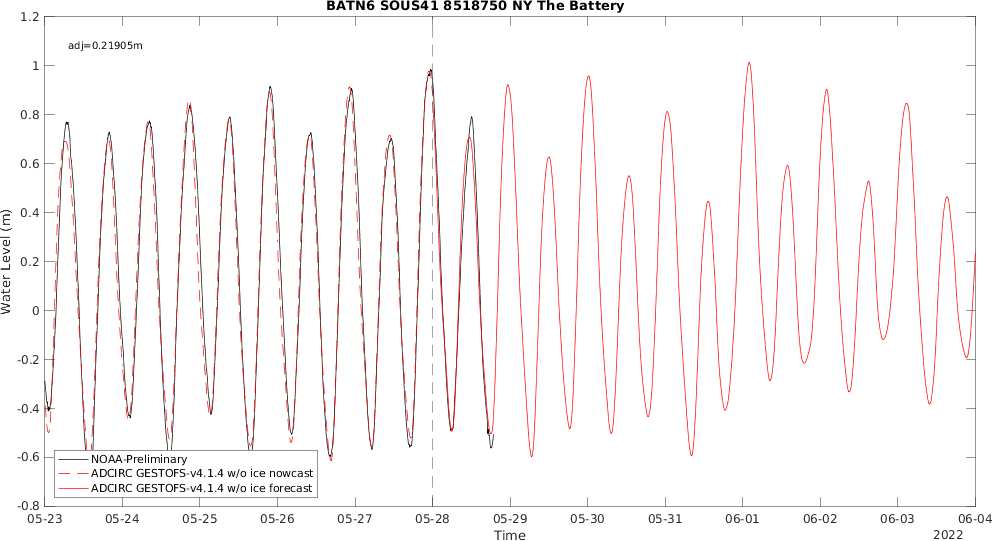 BATN6 SOUS41 8518750 NY The Battery
1.2
adj=0.21905m
1
0.8
0.6
0.4
0.2
0
-0.2
-0.4
-0.6
-0.8
Water Level (m)
NOAA-Preliminary
ADCIRC GESTOFS-v4.1.4 w/o ice nowcast
ADCIRC GESTOFS-v4.1.4 w/o ice forecast
05-23 05-24 05-25 05-26 05-27 05-28 05-29 05-30 05-31 06-01 06-02 06-03 06-04
Time
2022